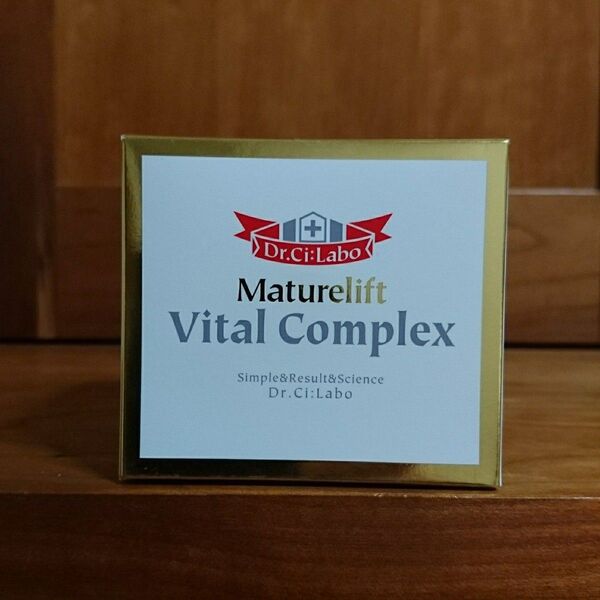 Dr.Ci:Labo
Maturelift
Vital Complex
Simple&Result&Science
Dr.Ci:Labo